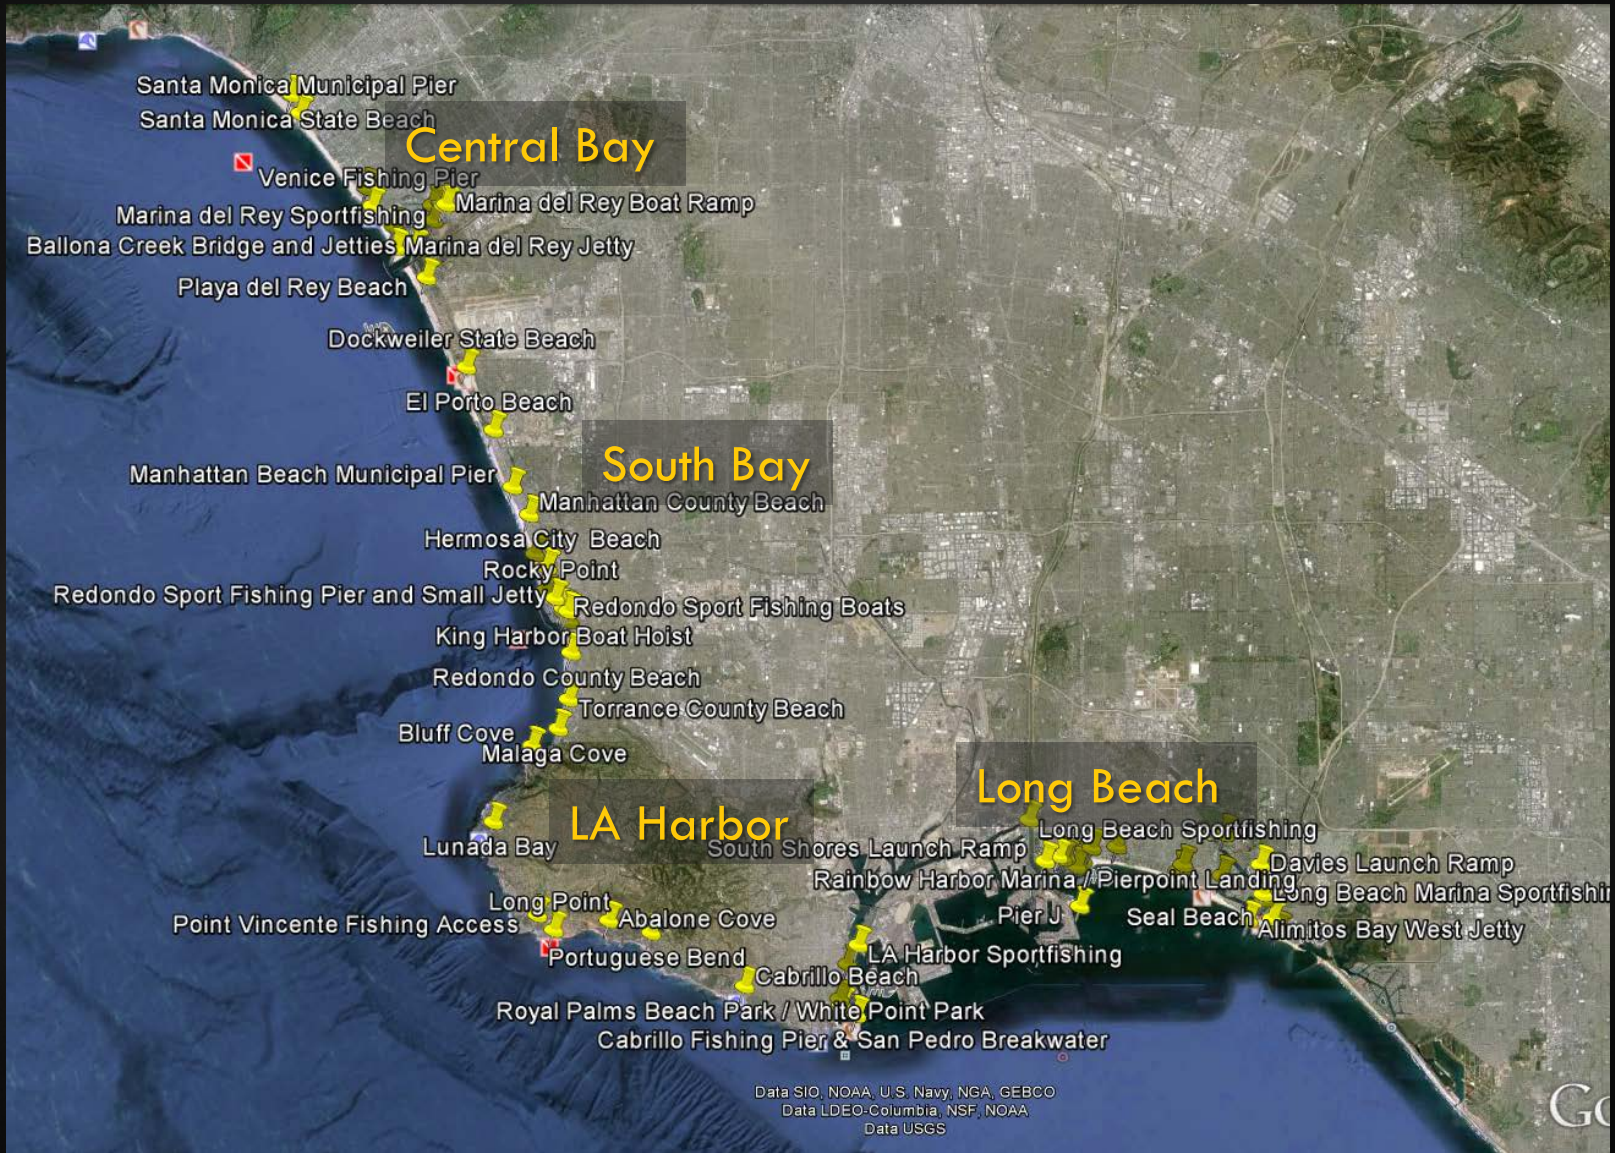 Santa Monica Municipal Pier
Santa Monica State Beach
Central Bay
Venice Fishing Pier
Marina del Rey Boat Ramp
Marina del Rey Sportfishing
Ballona Creek Bridge and Jetties
Marina del Rey Jetty
Playa del Rey Beach
Dockweiler State Beach
El Porto Beach
South Bay
Manhattan Beach Municipal Pier
Manhattan County Beach
Hermosa City Beach
Rocky Point
Redondo Sport Fishing Pier and Small Jetty
Redondo Sport Fishing Boats
King Harbor Boat Hoist
Redondo County Beach
Torrance County Beach
Bluff Cove
Malaga Cove
Long Beach
LA Harbor
Long Beach Sportfishing
Lunada Bay
South Shores Launch Ramp
Davies Launch Ramp
Rainbow Harbor Marina / Pierpoint Landing
Long Beach Marina Sportfishin
Long Point
Abalone Cove
Pier J
Seal Beach
Point Vincente Fishing Access
Alimitos Bay West Jetty
Portuguese Bend
LA Harbor Sportfishing
Cabrillo Beach
Royal Palms Beach Park / White Point Park
Cabrillo Fishing Pier & San Pedro Breakwater
Data SIO, NOAA, U.S. Navy, NGA, GEBCO
Data LDEO-Columbia, NSF, NOAA
Data USGS
Go